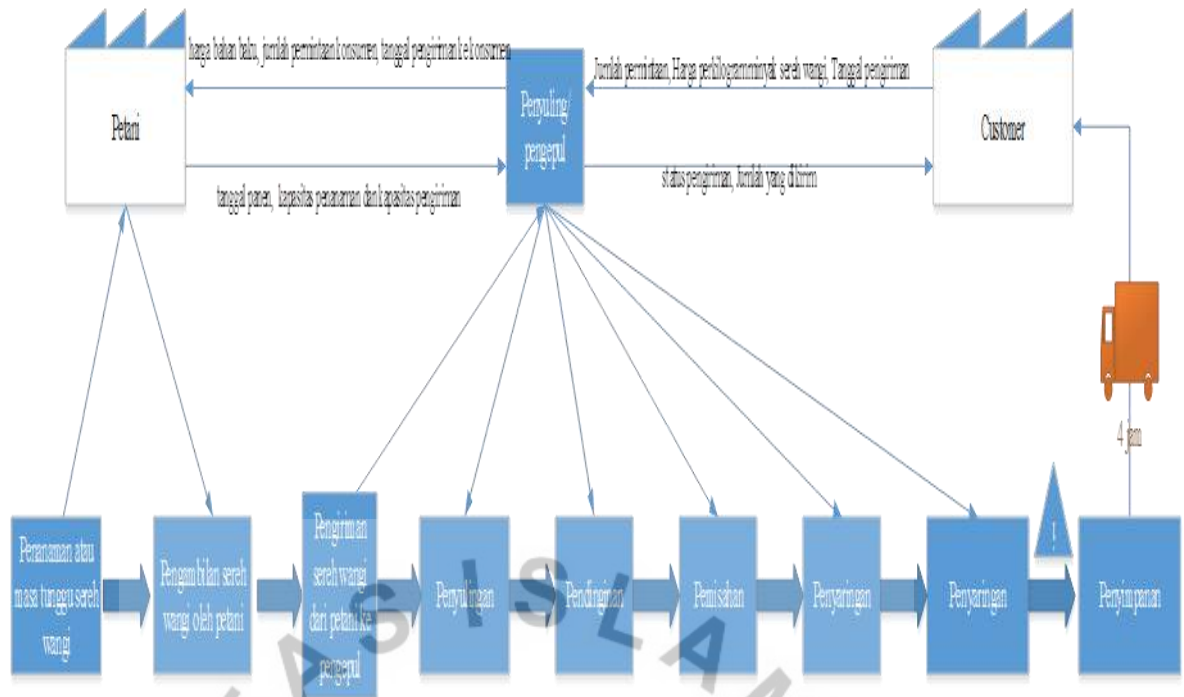 harga bahan baku, jumlah permintaan konsumen, tanggal pengiriman ke konsumen
Jumlah permintaan, Harga perkilogram minyak sereh wangi, Tanggal pengiriman
Petani
Penyuling/
pengepul
Customer
tanggal panen, kapasitas penanaman dan kapasitas pengiriman
status pengiriman, Jumlah yang dikirim
4 jam
Penanaman atau
masa tunggu sereh
wangi
Pengambilan sereh
wangi oleh petani
Pengiriman
sereh wangi
dari petani ke
pengepul
Penyulingan
Pendinginan
Pemisahan
Penyaringan
Penyaringan
I
Penyimpanan
AS ISLAM